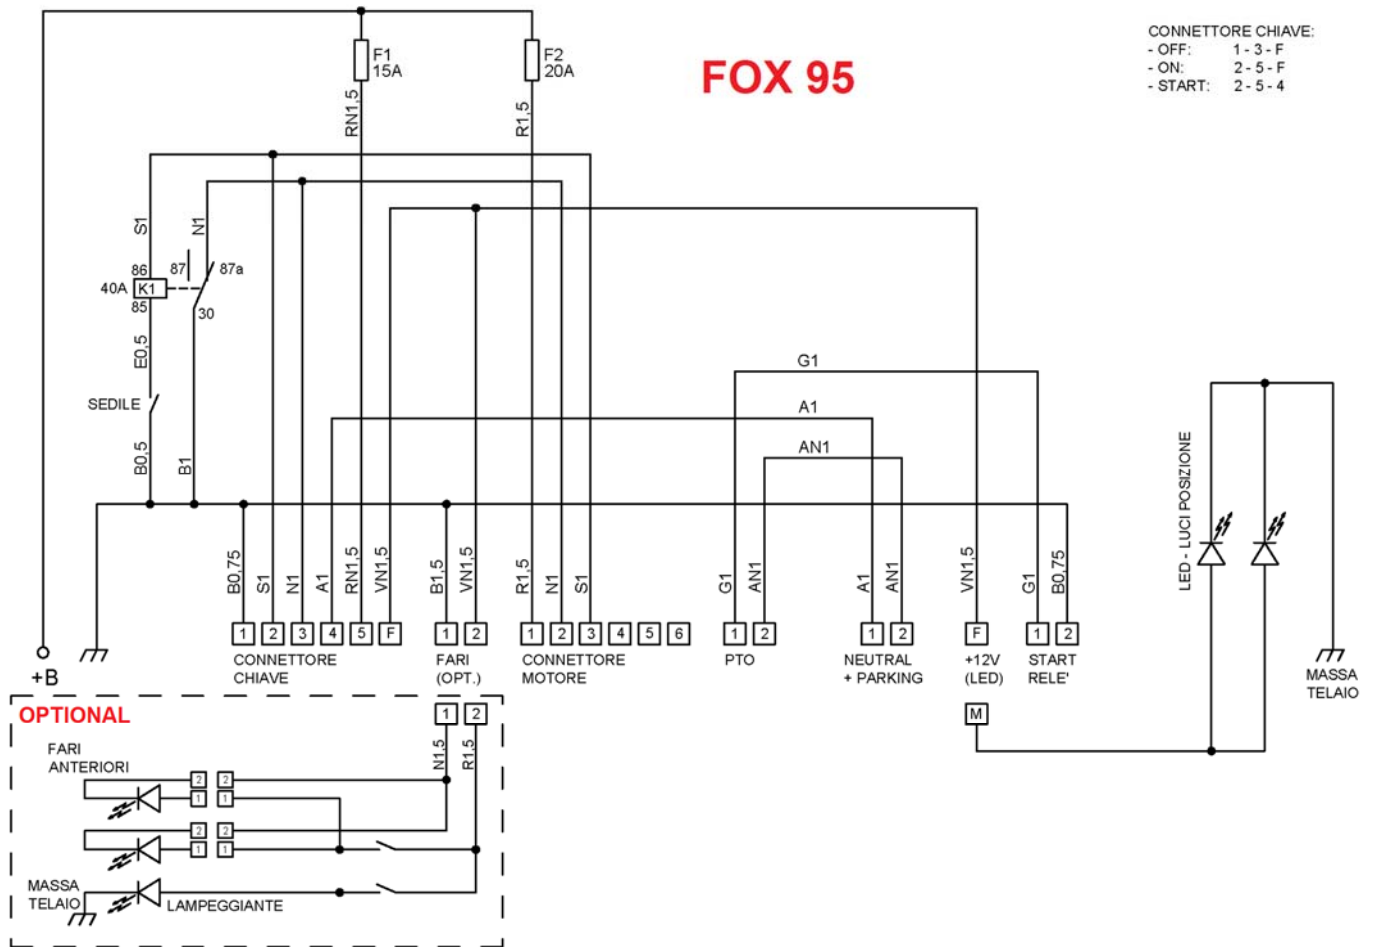 FOX 95
CONNETTORE CHIAVE:
- OFF: 1 - 3 - F
- ON: 2 - 5 - F
- START: 2 - 5 - 4
F1
15A
F2
20A
RN1,5
R1,5
S1
N1
86
87
87a
40A
K1
85
30
E0,5
SEDILE
B0,5
B1
G1
A1
AN1
LED - LUCI POSIZIONE
B0,75
S1
N1
A1
RN1,5
VN1,5
B1,5
VN1,5
R1,5
N1
S1
G1
AN1
A1
AN1
VN1,5
G1
B0,75
1 2 3 4 5 F
1 2
1 2 3 4 5 6
1 2
1 2
F
1 2
CONNETTORE
CHIAVE
FARI
(OPT.)
CONNETTORE
MOTORE
PTO
NEUTRAL
+ PARKING
+12V
(LED)
START
RELE'
MASSA
TELAIO
+B
M
OPTIONAL
1 2
N1,5
R1,5
FARI
ANTERIORI
2 2
1 1
2 2
1 1
MASSA
TELAIO
LAMPEGGIANTE